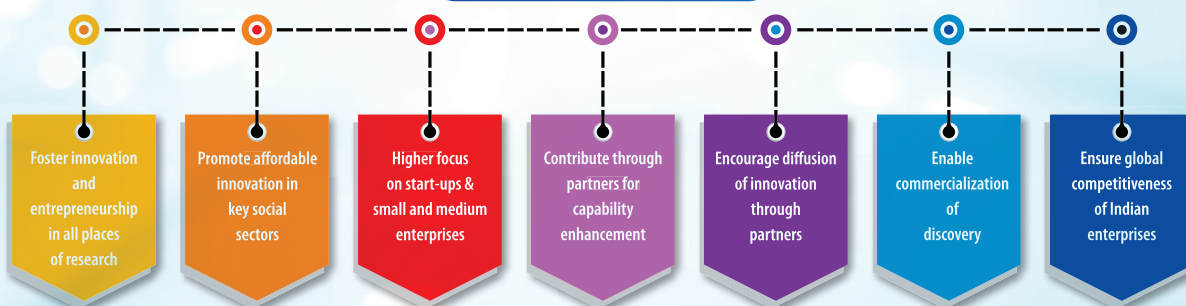 Foster innovation
and
entrepreneurship
in all places
of research
Promote affordable
innovation in
key social
sectors
Higher focus
on start-ups &
small and medium
enterprises
Contribute through
partners for
capability
enhancement
Encourage diffusion
of innovation
through
partners
Enable
commercialization
of
discovery
Ensure global
competitiveness
of Indian
enterprises